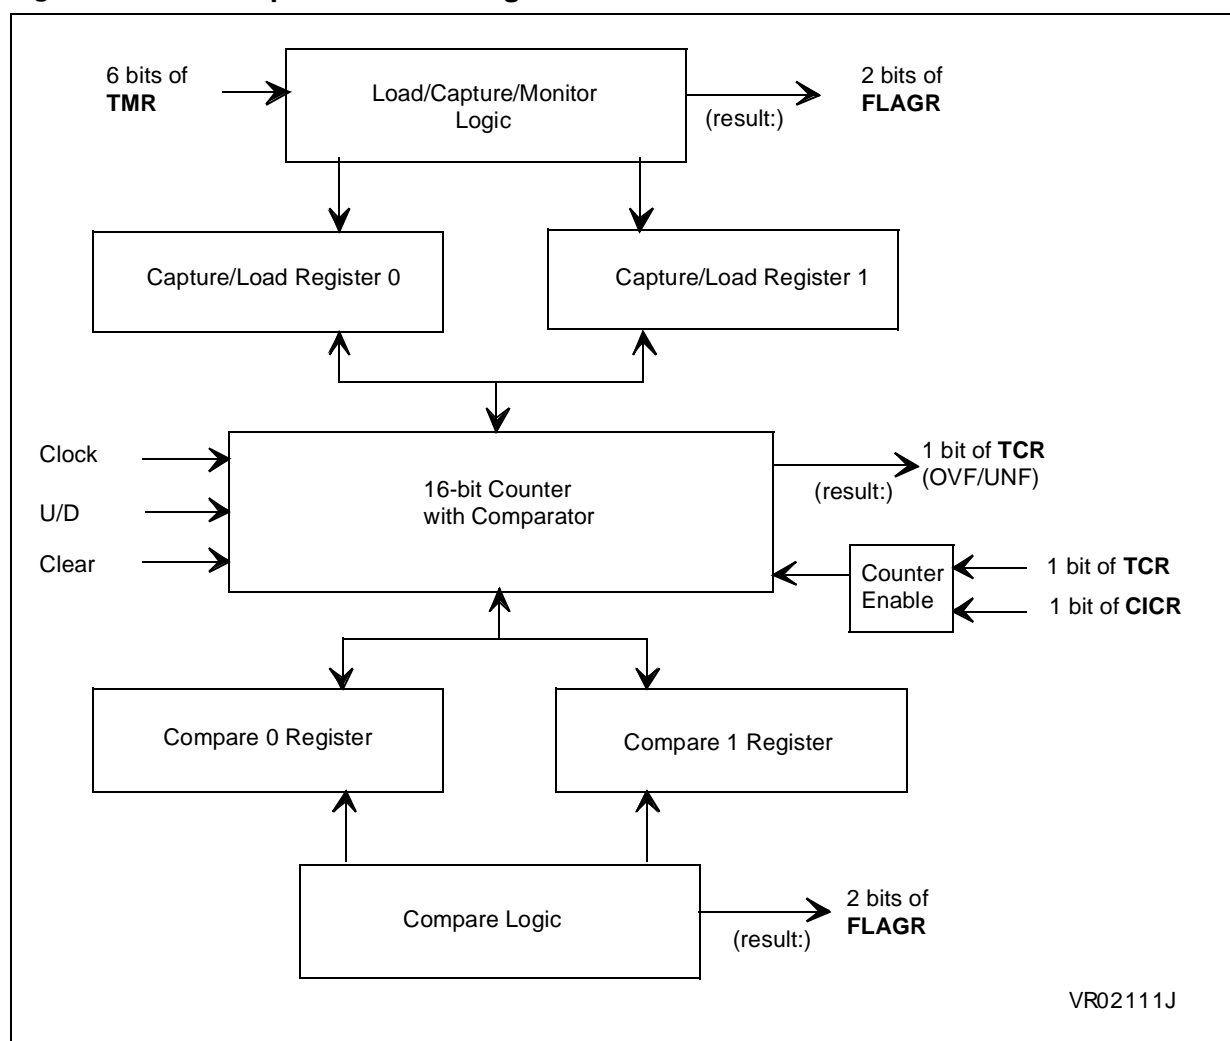 6 bits of
TMR
Load/Capture/Monitor
Logic
(result:)
2 bits of
FLAGR
Capture/Load Register 0
Capture/Load Register 1
Clock
U/D
Clear
16-bit Counter
with Comparator
(result:)
1 bit of TCR
(OVF/UNF)
Counter
Enable
1 bit of TCR
1 bit of CICR
Compare 0 Register
Compare 1 Register
Compare Logic
(result:)
2 bits of
FLAGR
VR02111J